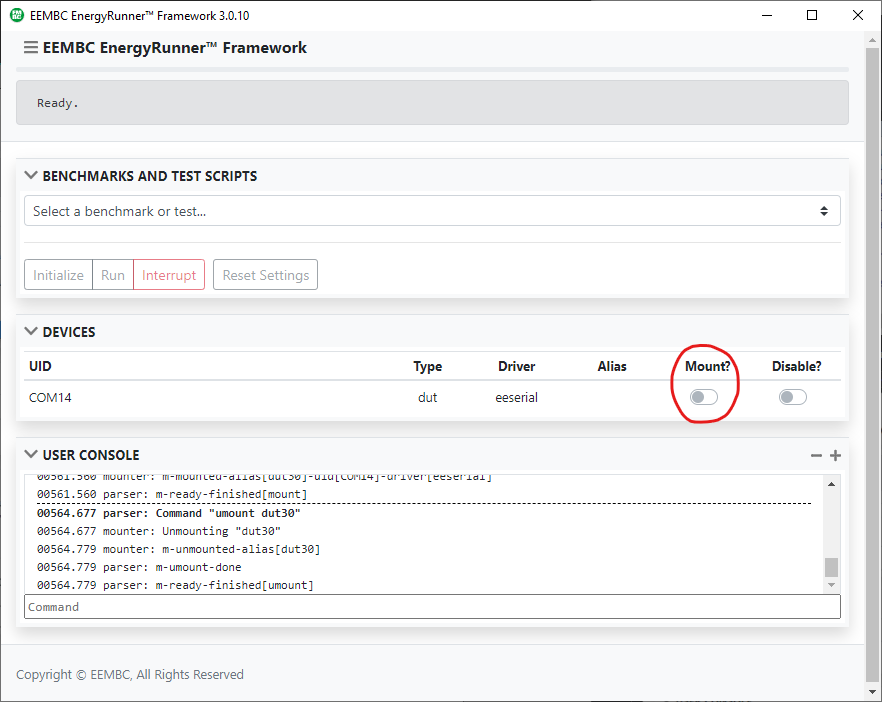 EEMBC EnergyRunner™ Framework 3.0.10
EEMBC EnergyRunner™ Framework
Ready.
BENCHMARKS AND TEST SCRIPTS
Select a benchmark or test...
Initialize Run Interrupt Reset Settings
DEVICES
UID Type Driver Alias Mount? Disable?
COM14 dut eeserial
USER CONSOLE
00561.560 mounter: m-mounted-alias[dut30]-uid[COM14]-driver[eeserial]
00561.560 parser: m-ready-finished[mount]
00564.677 parser: Command "umount dut30"
00564.677 mounter: Unmounting "dut30"
00564.779 mounter: m-unmounted-alias[dut30]
00564.779 parser: m-umount-done
00564.779 parser: m-ready-finished[umount]
Command
Copyright © EEMBC, All Rights Reserved